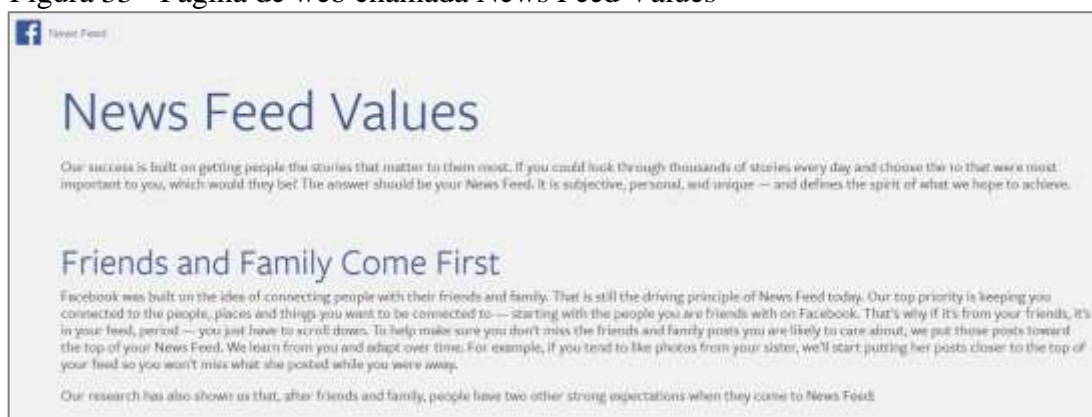 Figura 35 - Página de web chamada News Feed Values
News Feed
News Feed Values
Our success is built on getting people the stories that matter to them most. If you could look through thousands of stories every day and choose the 10 that were most
important to you, which would they be? The answer should be your News Feed. It is subjective, personal, and unique — and defines the spirit of what we hope to achieve.
Friends and Family Come First
Facebook was built on the idea of connecting people with their friends and family. That is still the driving principle of News Feed today. Our top priority is keeping you
connected to the people, places and things you want to be connected to — starting with the people you are friends with on Facebook. That's why if it's from your friends, it's
in your feed, period — you just have to scroll down. To help make sure you don't miss the friends and family posts you are likely to care about, we put those posts toward
the top of your News Feed. We learn from you and adapt over time. For example, if you tend to like photos from your sister, we'll start putting her posts closer to the top of
your feed so you won't miss what she posted while you were away.
Our research has also shown us that, after friends and family, people have two other strong expectations when they come to News Feed: